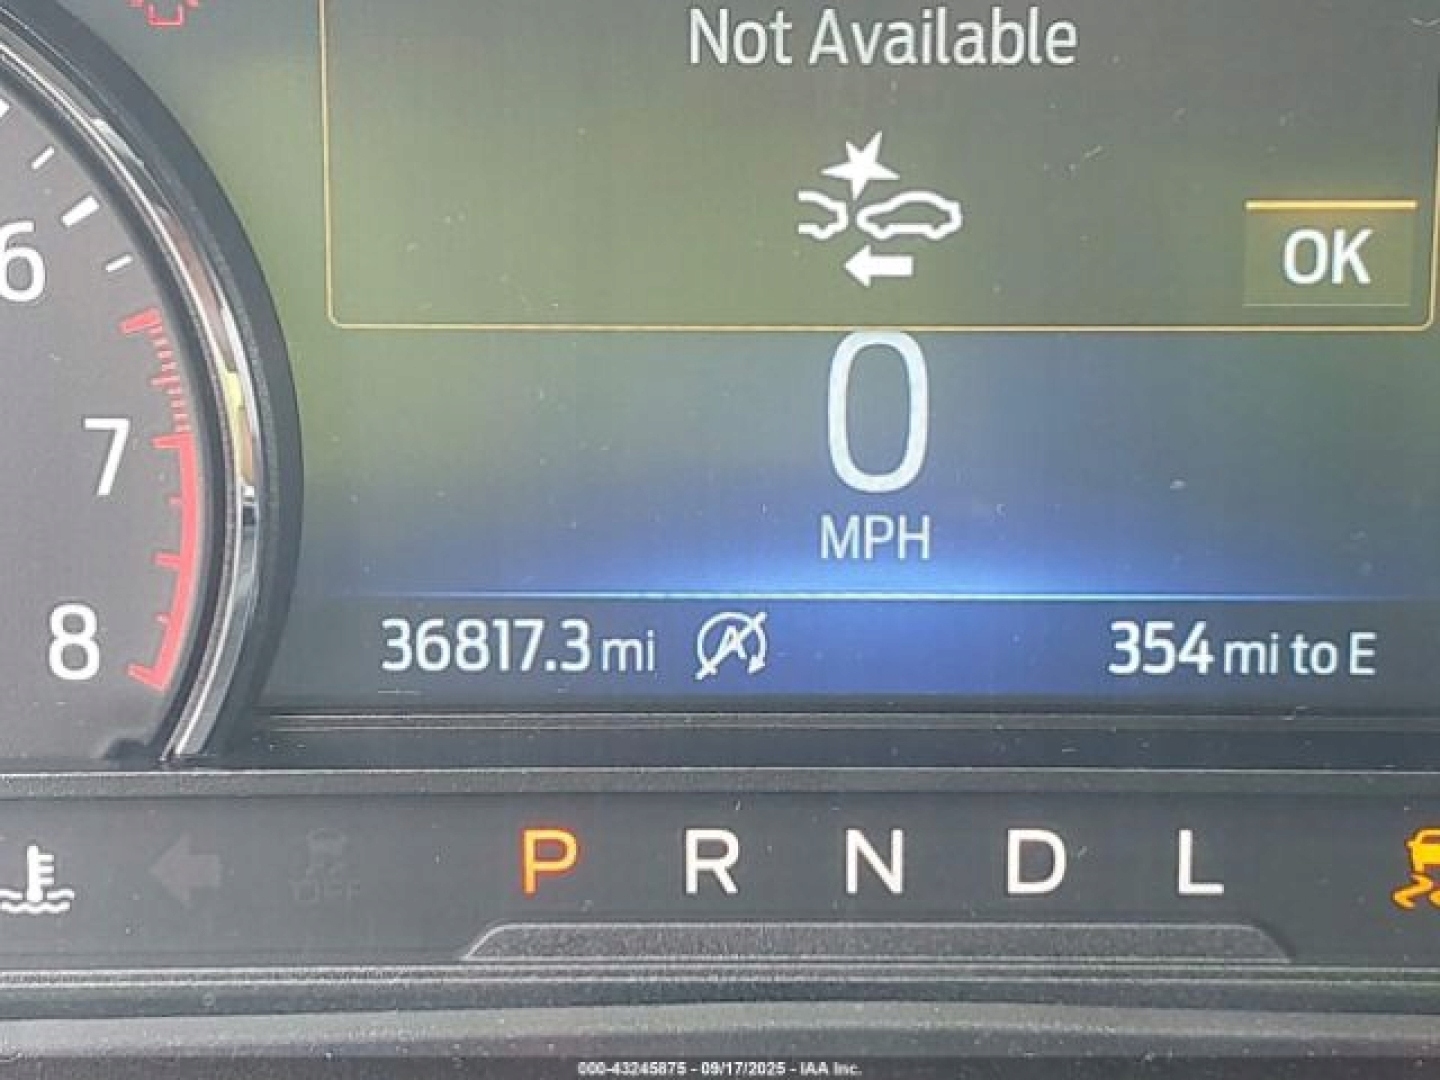 Not Available
OK
6
7
8
0
MPH
36817.3 mi
354 mi to E
OFF
P R N D L
000-43245875 - 09/17/2025 - IAA Inc.